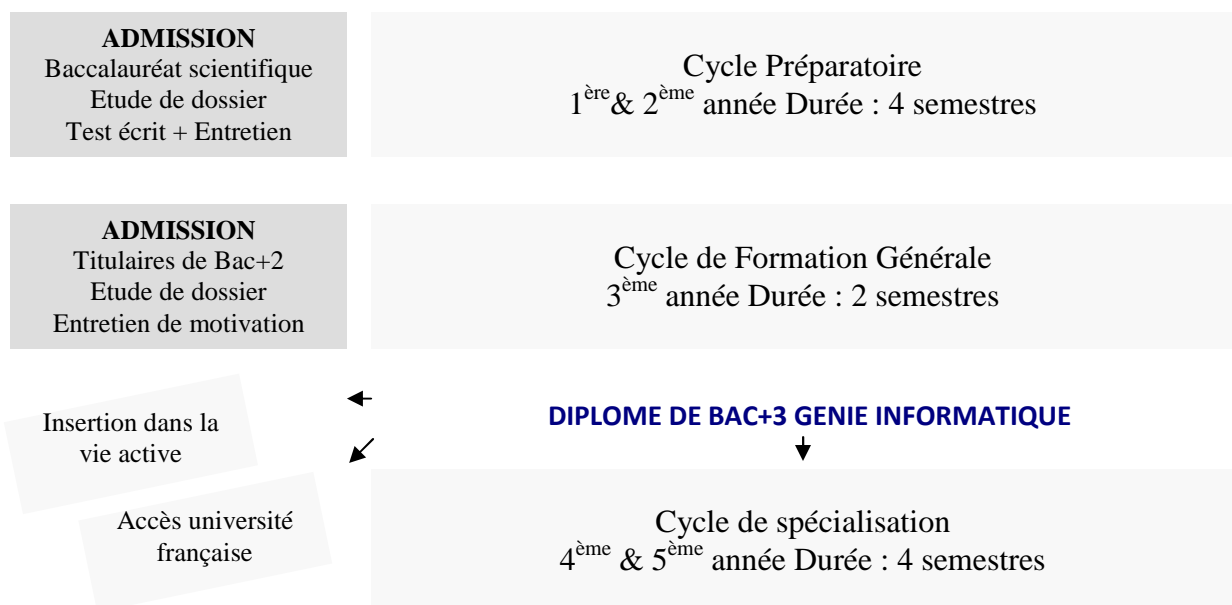 ADMISSION
Baccalauréat scientifique
Etude de dossier
Test écrit + Entretien
Cycle Préparatoire
1ère& 2ème année Durée : 4 semestres
ADMISSION
Titulaires de Bac+2
Etude de dossier
Entretien de motivation
Cycle de Formation Générale
3ème année Durée : 2 semestres
Insertion dans la
vie active
DIPLOME DE BAC+3 GENIE INFORMATIQUE
Accès université
française
Cycle de spécialisation
4ème & 5ème année Durée : 4 semestres